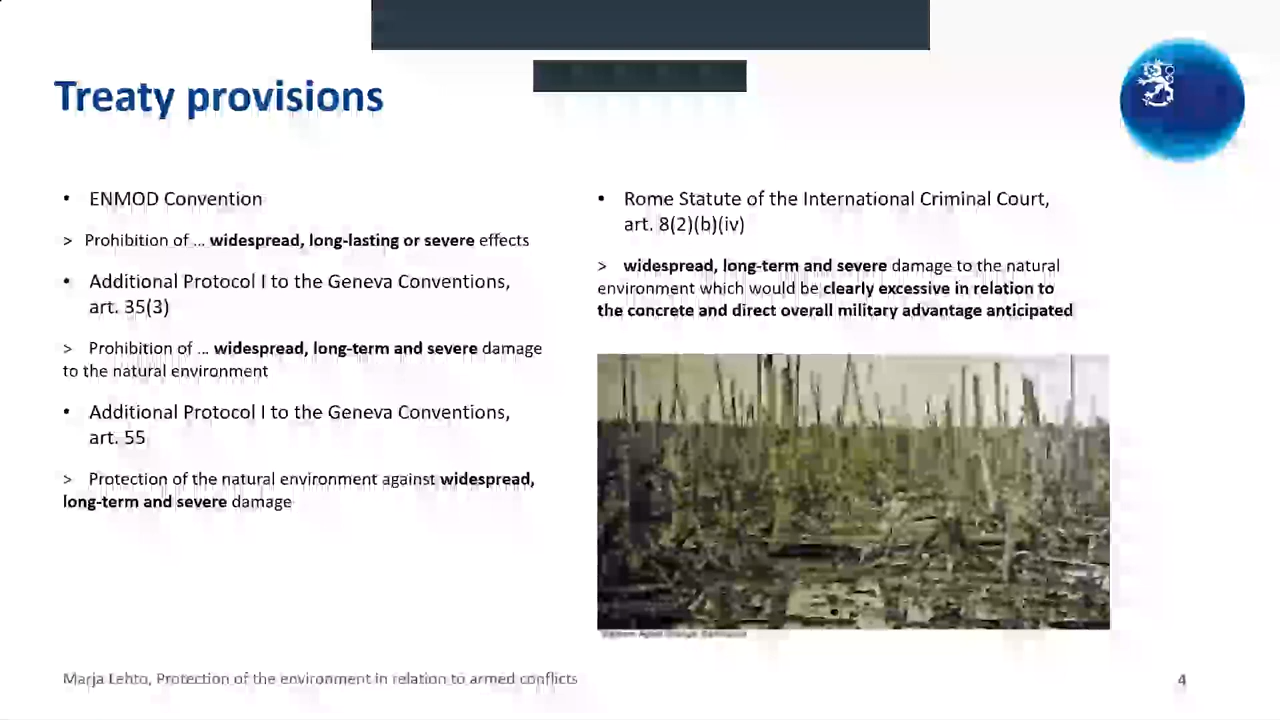 Treaty provisions
• ENMOD Convention
> Prohibition of ... widespread, long-lasting or severe effects
• Additional Protocol I to the Geneva Conventions,
art. 35(3)
> Prohibition of ... widespread, long-term and severe damage
to the natural environment
• Additional Protocol I to the Geneva Conventions,
art. 55
> Protection of the natural environment against widespread,
long-term and severe damage
• Rome Statute of the International Criminal Court,
art. 8(2)(b)(iv)
> widespread, long-term and severe damage to the natural
environment which would be clearly excessive in relation to
the concrete and direct overall military advantage anticipated
Agent Orange
Marja Lehto, Protection of the environment in relation to armed conflicts
4